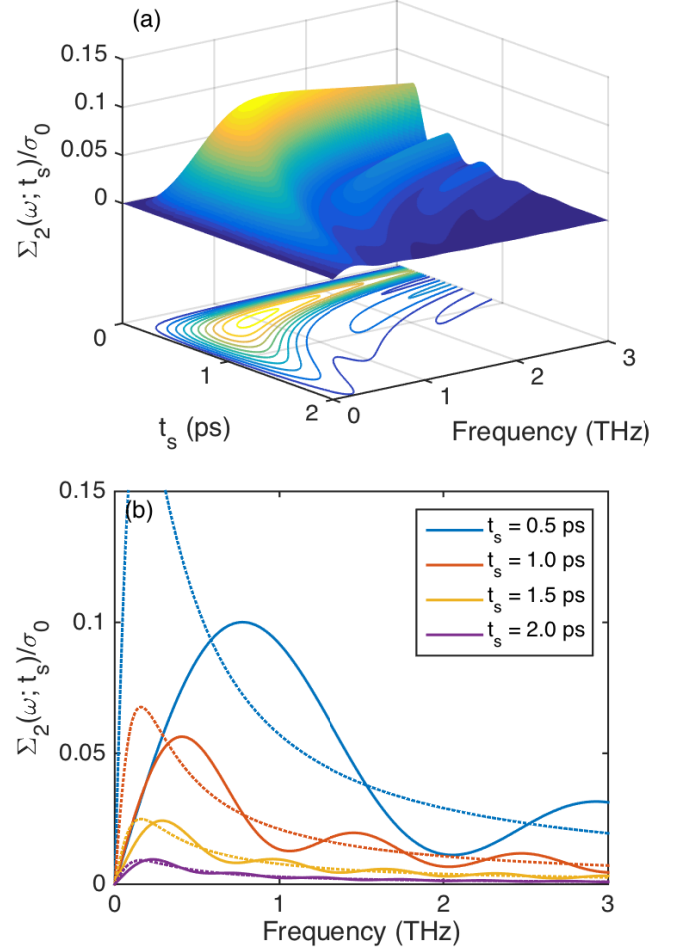 (a)
0.15
0.1
0.05
0
Σ₂(ω; tₛ)/σ₀
0
1
2
tₛ (ps)
0
1
2
3
Frequency (THz)
(b)
0.15
0.1
0.05
0
Σ₂(ω; tₛ)/σ₀
tₛ = 0.5 ps
tₛ = 1.0 ps
tₛ = 1.5 ps
tₛ = 2.0 ps
0
1
2
3
Frequency (THz)